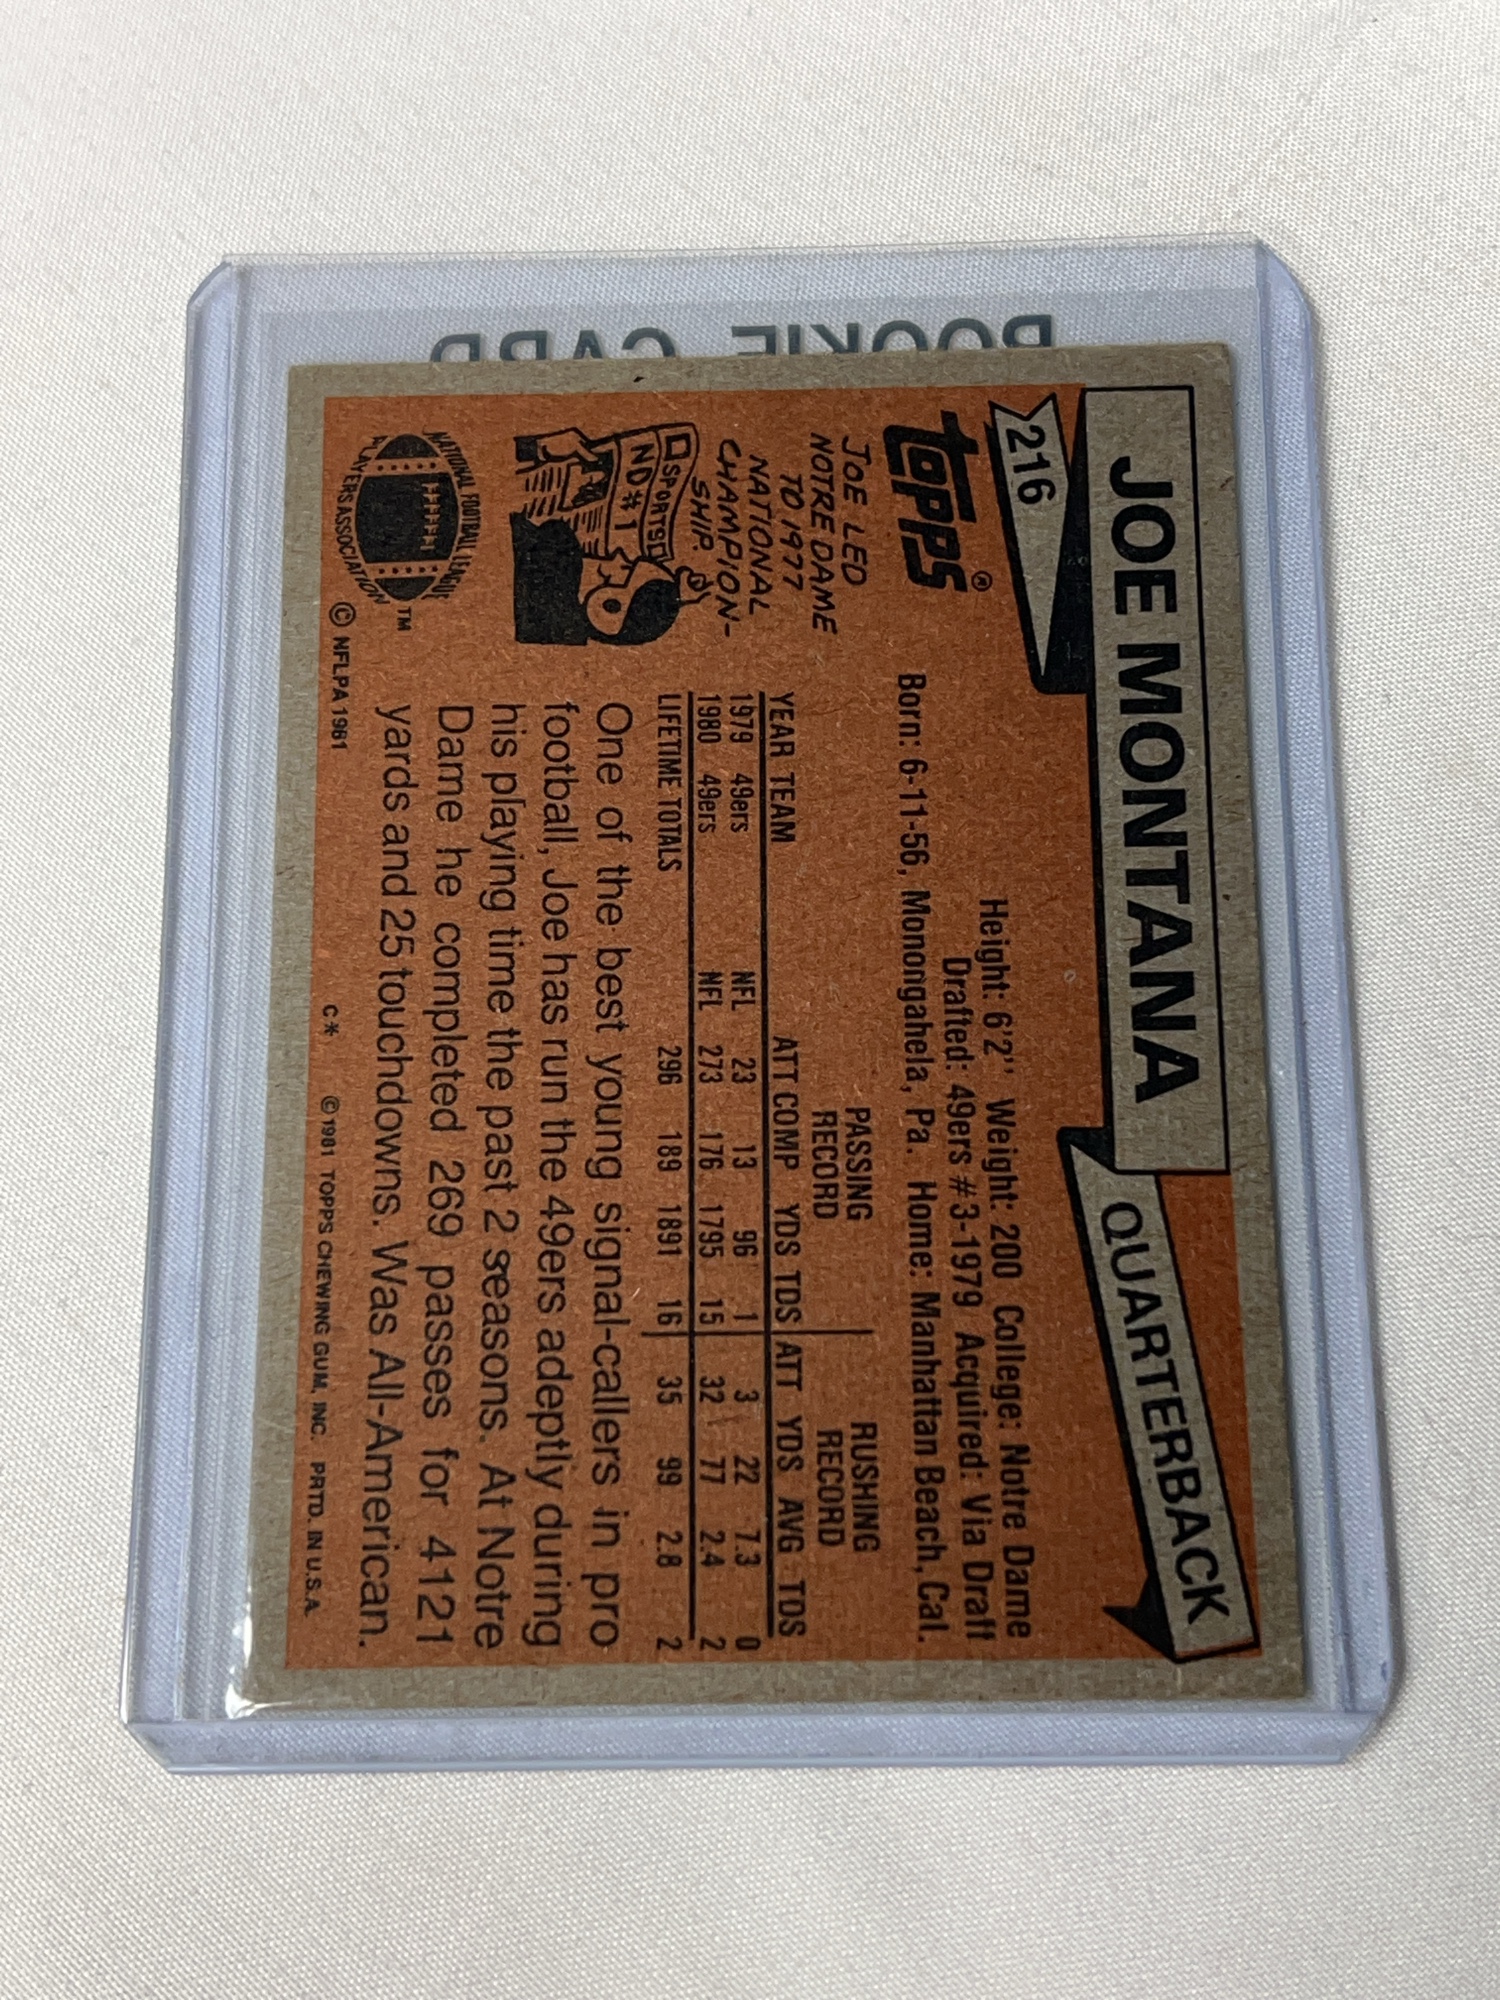 ROOKIE CARD
JOE MONTANA
QUARTERBACK
216
TOPPS®
Height: 6'2" Weight: 200 College: Notre Dame
Drafted: 49ers #3-1979 Acquired: Via Draft
Born: 6-11-56, Monongahela, Pa. Home: Manhattan Beach, Cal.
JOE LED
NOTRE DAME
TO 1977
NATIONAL
CHAMPION-
SHIP.
SPORTS
ND #1
PASSING RUSHING
RECORD RECORD
YEAR TEAM ATT COMP YDS TDS ATT YDS AVG TDS
1979 49ers NFL 23 13 96 1 3 22 7.3 0
1980 49ers NFL 273 176 1795 15 32 77 2.4 2
LIFETIME TOTALS 296 189 1891 16 35 99 2.8 2
One of the best young signal-callers in pro
football, Joe has run the 49ers adeptly during
his playing time the past 2 seasons. At Notre
Dame he completed 269 passes for 4121
yards and 25 touchdowns. Was All-American.
NATIONAL FOOTBALL LEAGUE
PLAYERS ASSOCIATION
TM
© NFLPA 1981
C* © 1981 TOPPS CHEWING GUM, INC. PRTD. IN U.S.A.